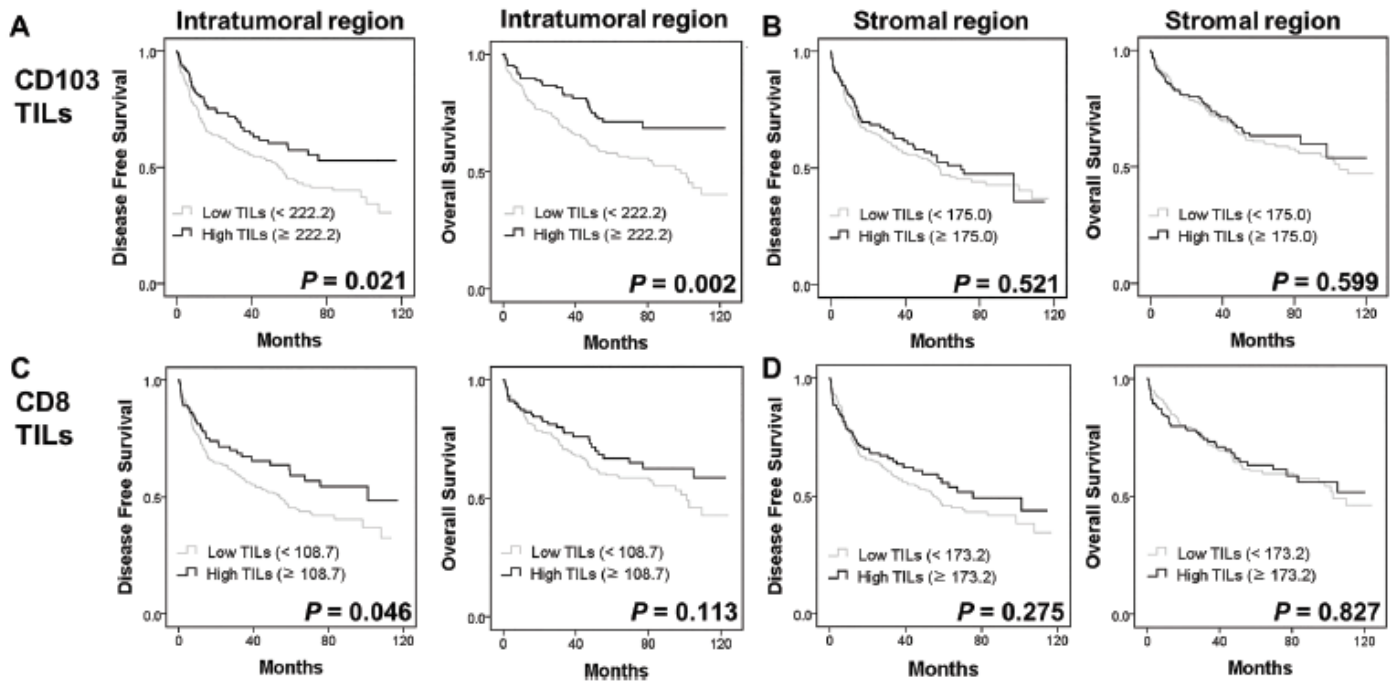 A
Intratumoral region
Intratumoral region
B
Stromal region
Stromal region
CD103
TILs
Disease Free Survival
1.0
0.5
0.0
Low TILs (< 222.2)
High TILs (≥ 222.2)
P = 0.021
0 40 80 120
Months
Overall Survival
1.0
0.5
0.0
Low TILs (< 222.2)
High TILs (≥ 222.2)
P = 0.002
0 40 80 120
Months
Disease Free Survival
1.0
0.5
0.0
Low TILs (< 175.0)
High TILs (≥ 175.0)
P = 0.521
0 40 80 120
Months
Overall Survival
1.0
0.5
0.0
Low TILs (< 175.0)
High TILs (≥ 175.0)
P = 0.599
0 40 80 120
Months
C
CD8
TILs
Disease Free Survival
1.0
0.5
0.0
Low TILs (< 108.7)
High TILs (≥ 108.7)
P = 0.046
0 40 80 120
Months
Overall Survival
1.0
0.5
0.0
Low TILs (< 108.7)
High TILs (≥ 108.7)
P = 0.113
0 40 80 120
Months
D
Disease Free Survival
1.0
0.5
0.0
Low TILs (< 173.2)
High TILs (≥ 173.2)
P = 0.275
0 40 80 120
Months
Overall Survival
1.0
0.5
0.0
Low TILs (< 173.2)
High TILs (≥ 173.2)
P = 0.827
0 40 80 120
Months